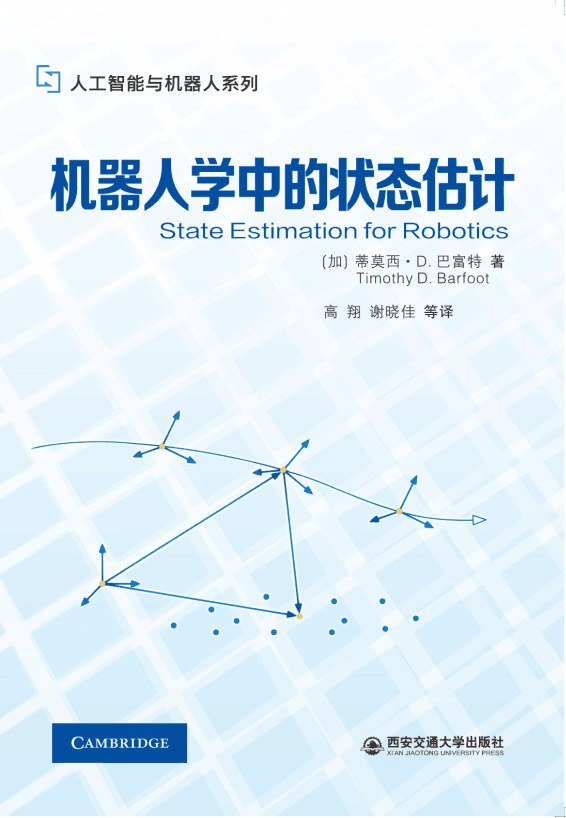 人工智能与机器人系列
机器人学中的状态估计
State Estimation for Robotics
(加) 蒂莫西·D. 巴富特 著
Timothy D. Barfoot
高 翔 谢晓佳 等译
CAMBRIDGE
西安交通大学出版社
XI'AN JIAOTONG UNIVERSITY PRESS